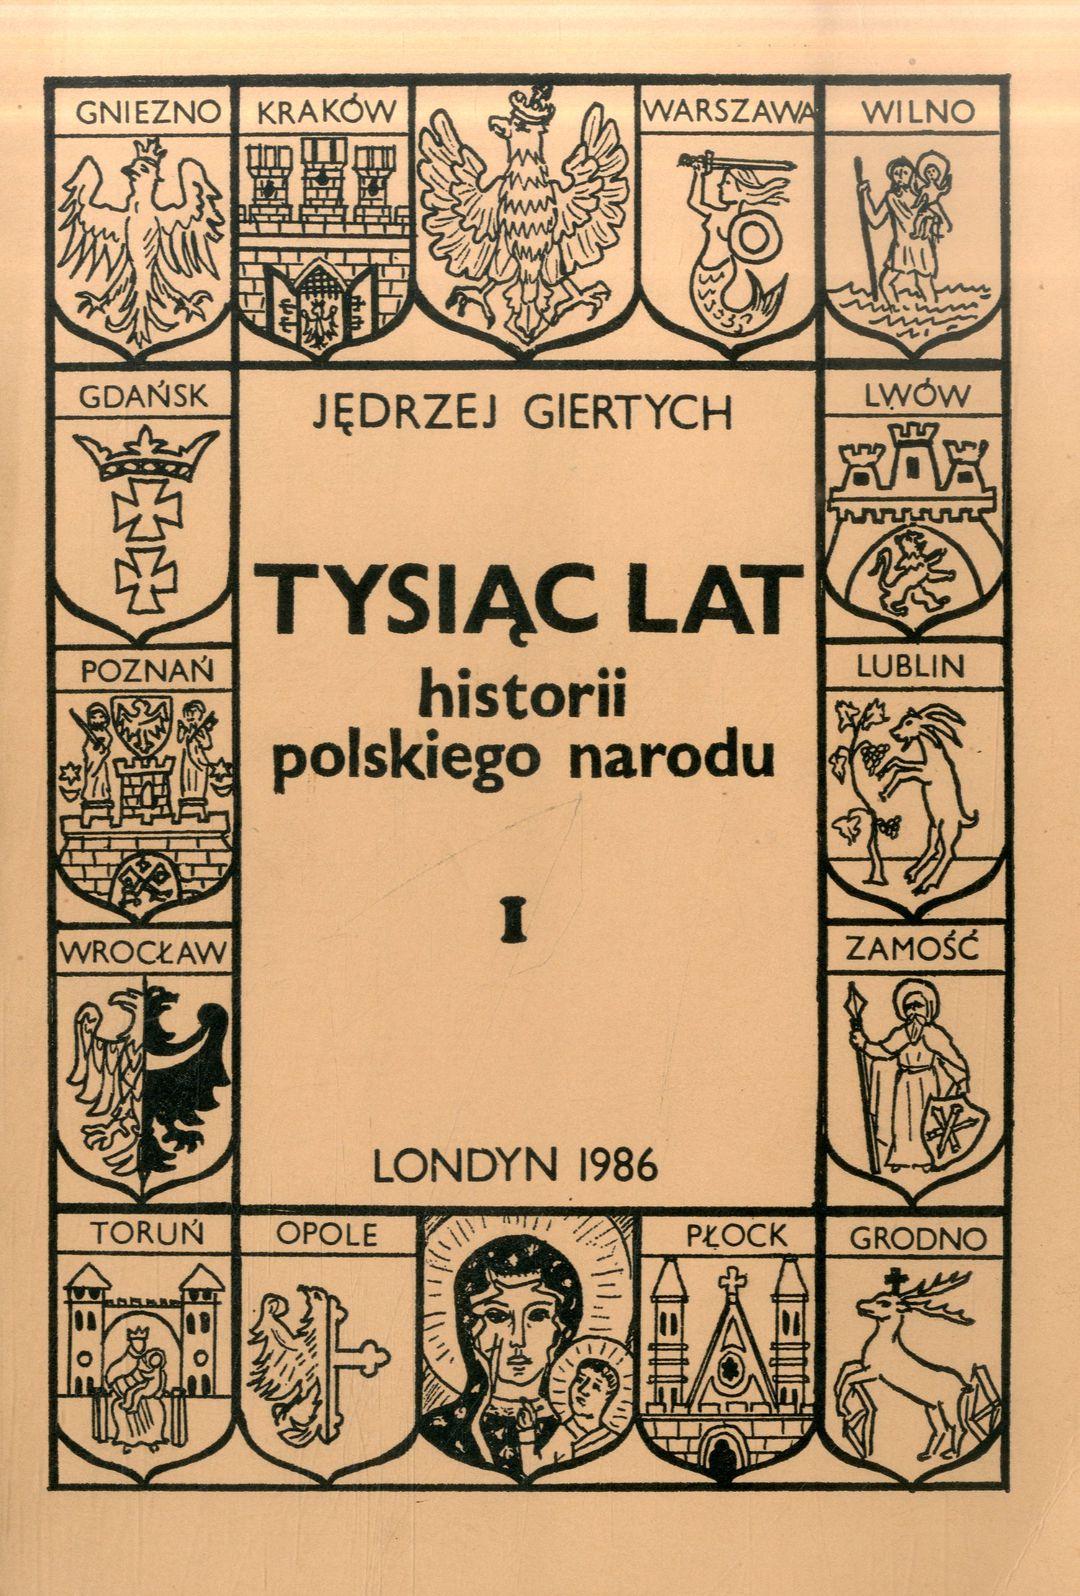 GNIEZNO
KRAKÓW
WARSZAWA
WILNO
GDAŃSK
JĘDRZEJ GIERTYCH
LWÓW
TYSIĄC LAT
historii
polskiego narodu
POZNAŃ
LUBLIN
I
WROCŁAW
ZAMOŚĆ
LONDYN 1986
TORUŃ
OPOLE
PŁOCK
GRODNO